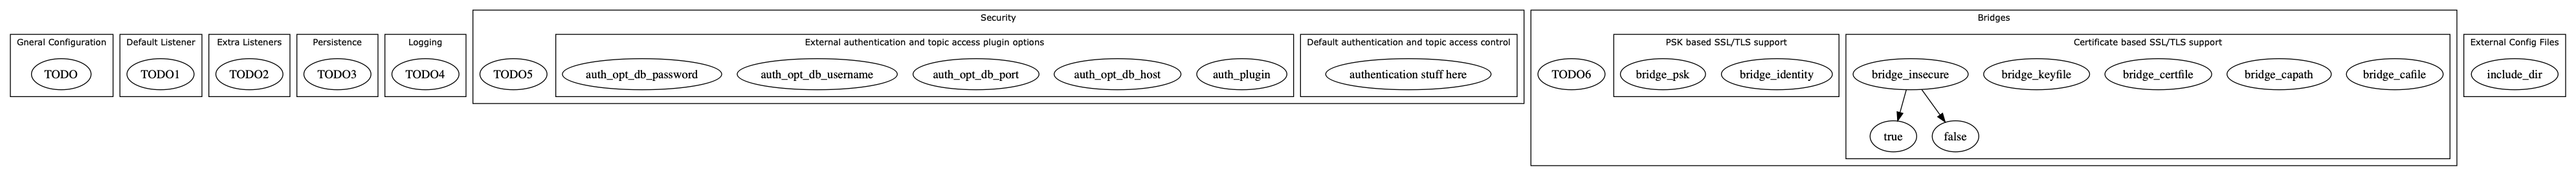 Gneral Configuration
TODO
Default Listener
TODO1
Extra Listeners
TODO2
Persistence
TODO3
Logging
TODO4
Security
TODO5
External authentication and topic access plugin options
auth_opt_db_password
auth_opt_db_username
auth_opt_db_port
auth_opt_db_host
auth_plugin
Default authentication and topic access control
authentication stuff here
Bridges
TODO6
PSK based SSL/TLS support
bridge_psk
bridge_identity
Certificate based SSL/TLS support
bridge_insecure
bridge_keyfile
bridge_certfile
bridge_capath
bridge_cafile
true
false
External Config Files
include_dir